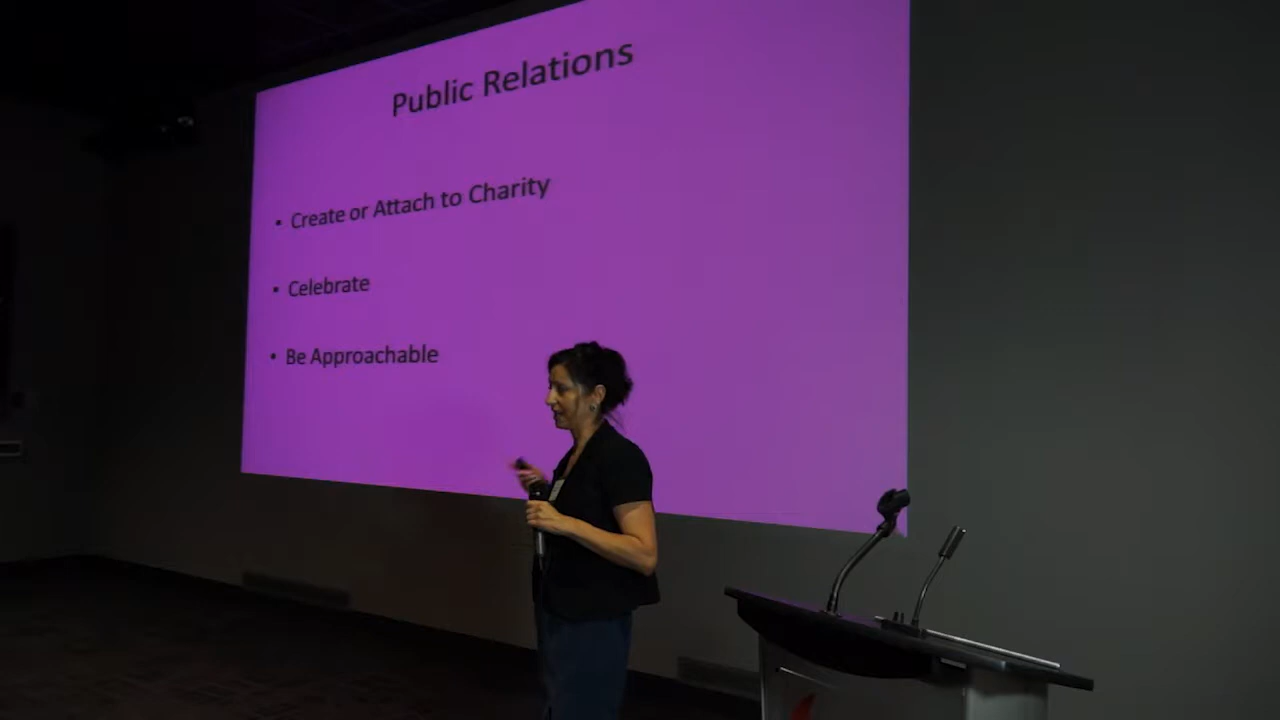 Public Relations
• Create or Attach to Charity
• Celebrate
• Be Approachable